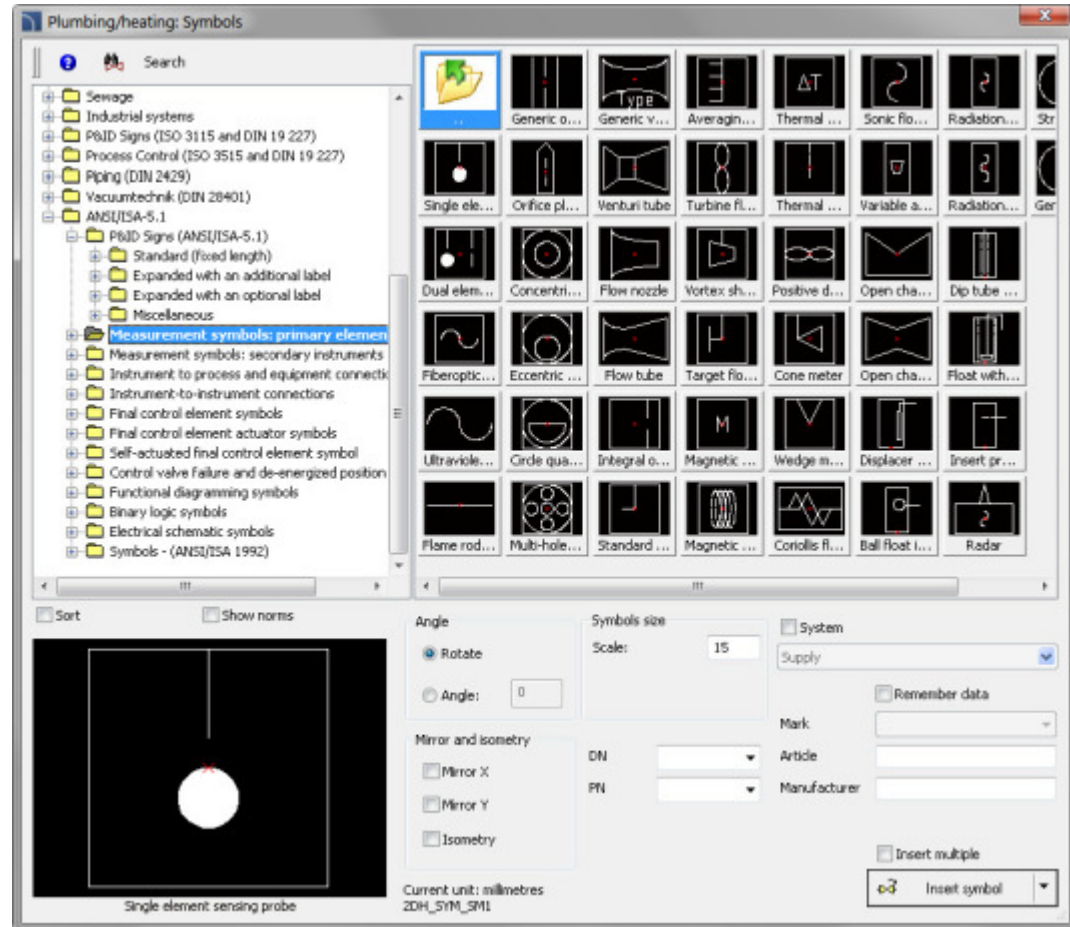 Plumbing/heating: Symbols
Search
Sewage
Industrial systems
P&ID Signs (ISO 3115 and DIN 19 227)
Process Control (ISO 3515 and DIN 19 227)
Piping (DIN 2429)
Vacuumtechnik (DIN 28401)
ANSI/ISA-5.1
P&ID Signs (ANSI/ISA-5.1)
Standard (fixed length)
Expanded with an additional label
Expanded with an optional label
Miscellaneous
Measurement symbols: primary elemen
Measurement symbols: secondary instruments
Instrument to process and equipment connectic
Instrument-to-instrument connections
Final control element symbols
Final control element actuator symbols
Self-actuated final control element symbol
Control valve failure and de-energized position
Functional diagramming symbols
Binary logic symbols
Electrical schematic symbols
Symbols - (ANSI/ISA 1992)
Type ΔT
.. Generic o... Generic v... Averagin... Thermal ... Sonic flo... Radiation... Str
Single ele... Orifice pl... Venturi tube Turbine fl... Thermal ... Variable a... Radiation... Ger
Dual elem... Concentri... Flow nozzle Vortex sh... Positive d... Open cha... Dip tube ...
Fiberoptic... Eccentric ... Flow tube Target flo... Cone meter Open cha... Float with...
M
Ultraviole... Circle qua... Integral o... Magnetic ... Wedge m... Displacer ... Insert pr...
Flame rod... Multi-hole... Standard ... Magnetic ... Coriollis fl... Ball float i... Radar
Sort Show norms
Single element sensing probe
Angle
Rotate
Angle: 0
Mirror and isometry
Mirror X
Mirror Y
Isometry
Current unit: millimetres
2DH_SYM_SM1
Symbols size
Scale: 15
DN
PN
System
Supply
Remember data
Mark
Article
Manufacturer
Insert multiple
Insert symbol